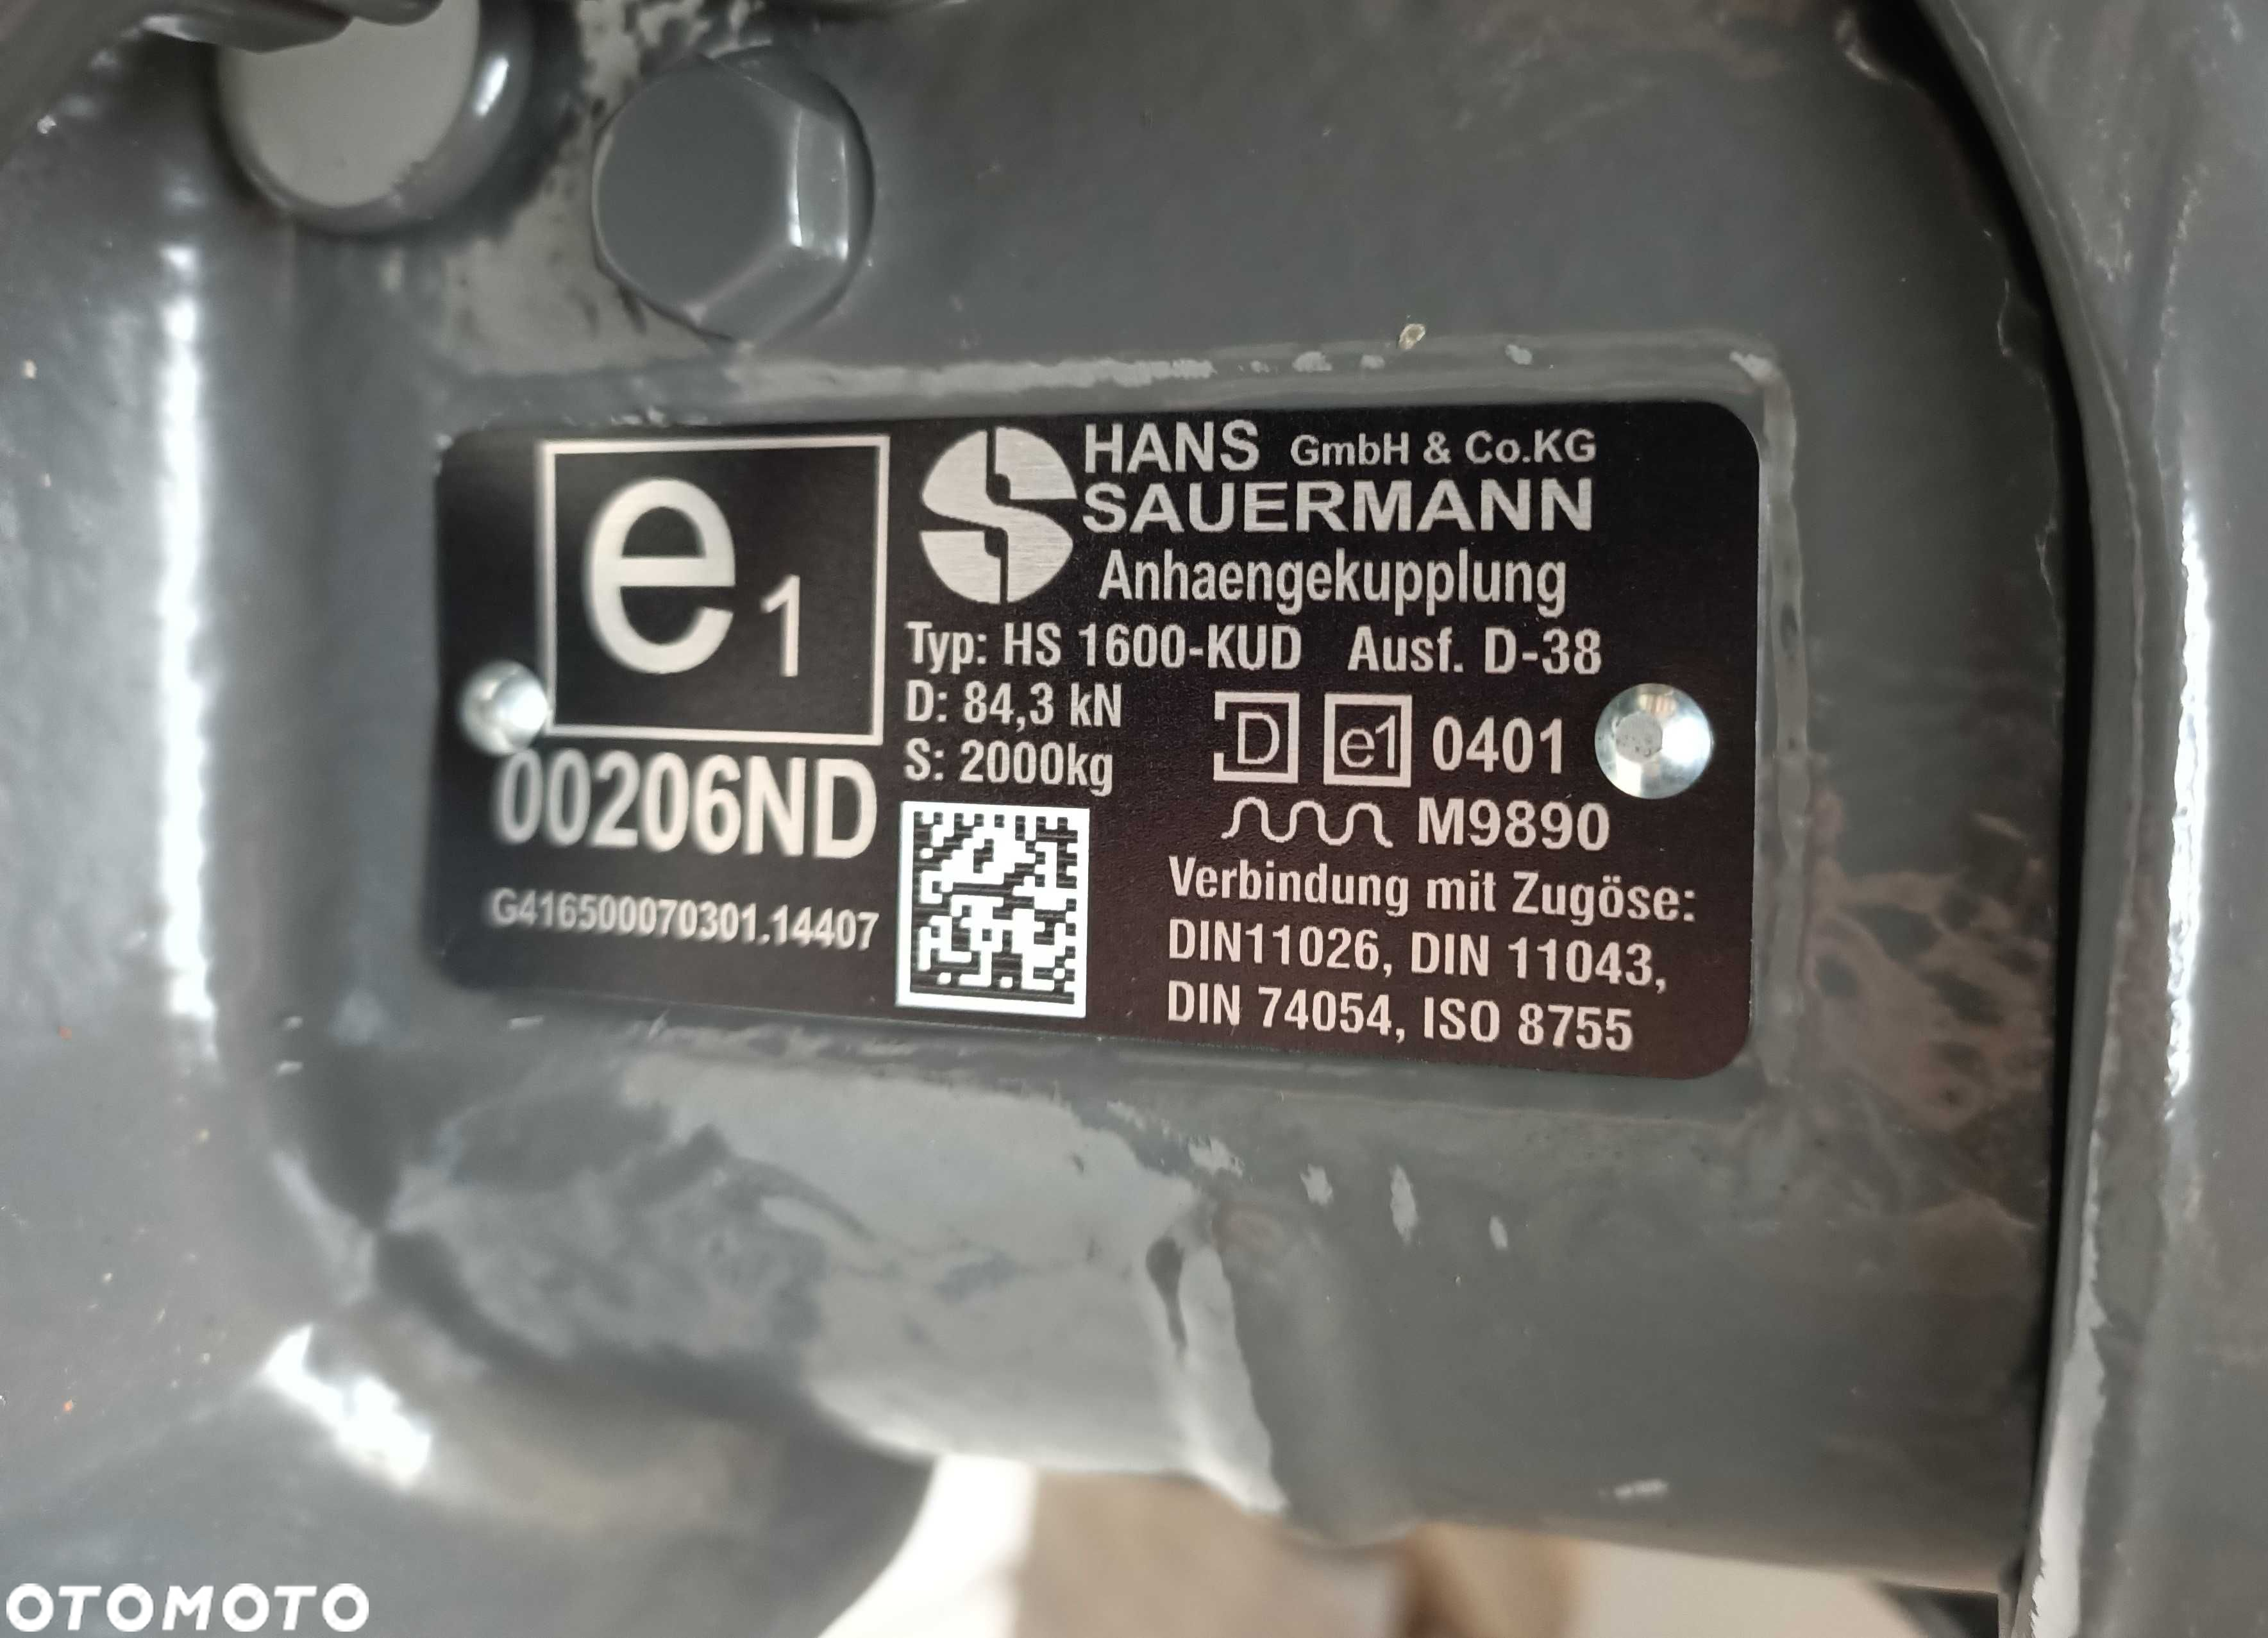 e1
00206ND
G416500070301.14407
HANS GmbH & Co.KG
SAUERMANN
Anhaengekupplung
Typ: HS 1600-KUD Ausf. D-38
D: 84,3 kN
S: 2000kg
D e1 0401
M9890
Verbindung mit Zugöse:
DIN11026, DIN 11043,
DIN 74054, ISO 8755
OTOMOTO